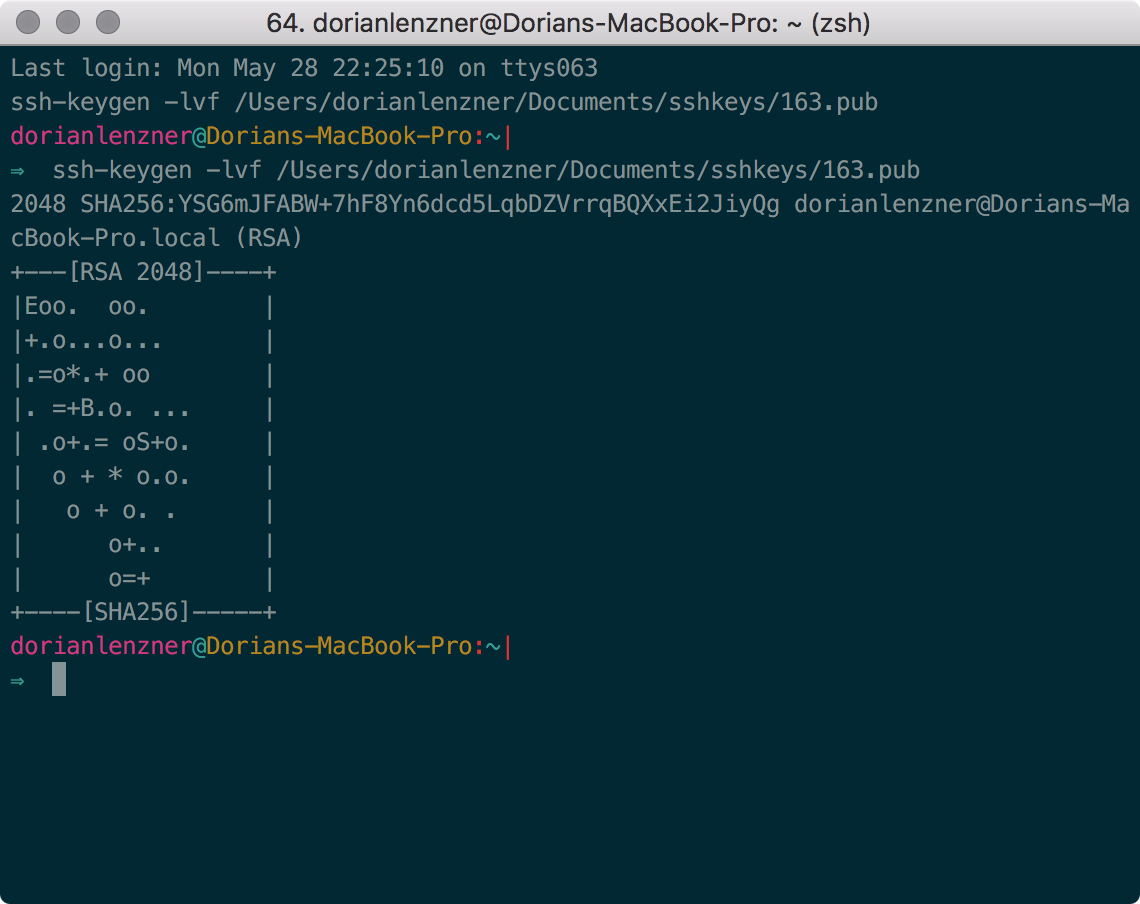 64. dorianlenzner@Dorians-MacBook-Pro: ~ (zsh)
Last login: Mon May 28 22:25:10 on ttys063
ssh-keygen -lvf /Users/dorianlenzner/Documents/sshkeys/163.pub
dorianlenzner@Dorians-MacBook-Pro:~|
⇒  ssh-keygen -lvf /Users/dorianlenzner/Documents/sshkeys/163.pub
2048 SHA256:YSG6mJFABW+7hF8Yn6dcd5LqbDZVrrqBQXxEi2JiyQg dorianlenzner@Dorians-Ma
cBook-Pro.local (RSA)
+---[RSA 2048]----+
|Eoo.  oo.        |
|+.o...o...       |
|.=o*.+ oo        |
|. =+B.o. ...     |
| .o+.= oS+o.     |
|  o + * o.o.     |
|   o + o. .      |
|      o+..       |
|      o=+        |
+----[SHA256]-----+
dorianlenzner@Dorians-MacBook-Pro:~|
⇒